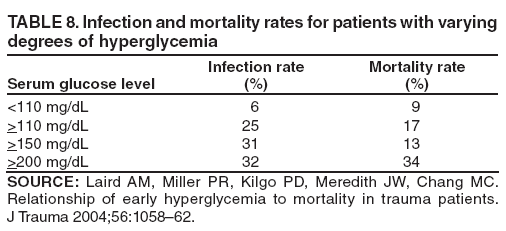 TABLE 8. Infection and mortality rates for patients with varying
degrees of hyperglycemia
Infection rate Mortality rate
Serum glucose level (%) (%)
<110 mg/dL 6 9
≥110 mg/dL 25 17
≥150 mg/dL 31 13
≥200 mg/dL 32 34
SOURCE: Laird AM, Miller PR, Kilgo PD, Meredith JW, Chang MC.
Relationship of early hyperglycemia to mortality in trauma patients.
J Trauma 2004;56:1058–62.